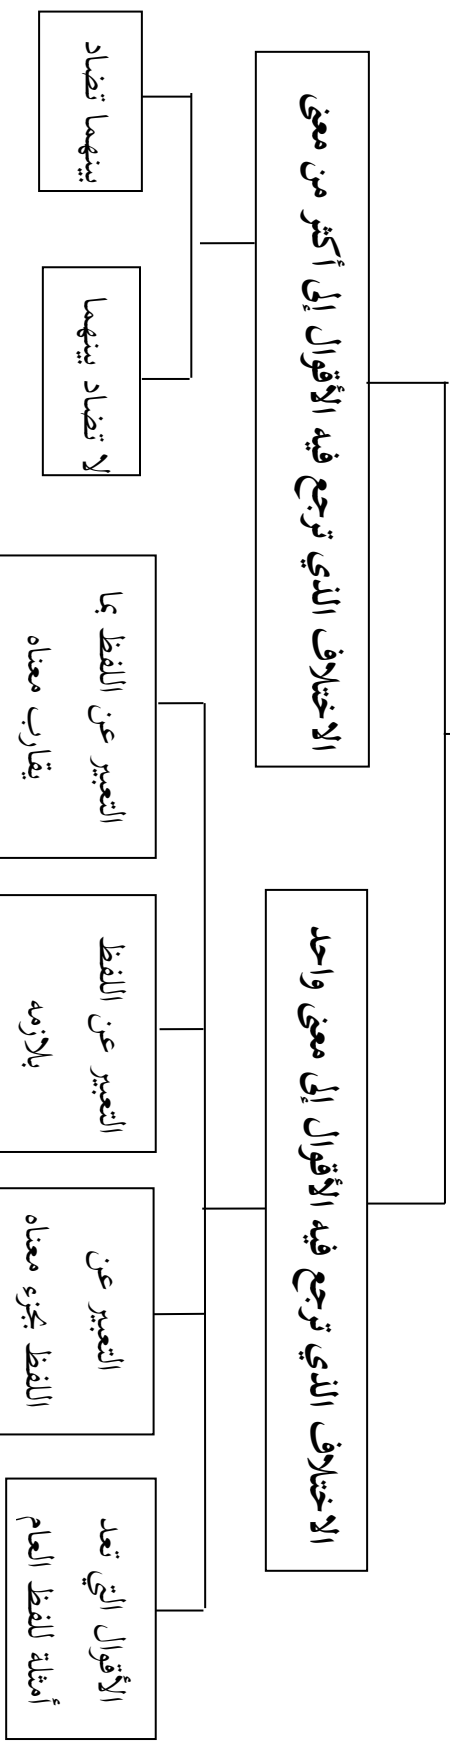 الاختلاف الذي ترجع فيه الأقوال إلى معنى واحد
الاختلاف الذي ترجع فيه الأقوال إلى أكثر من معنى
الأقوال التي تعد
أمثلة للفظ العام
التعبير عن
اللفظ بجزء معناه
التعبير عن اللفظ
بلازمه
التعبير عن اللفظ بما
يقارب معناه
لا تضاد بينهما
بينهما تضاد